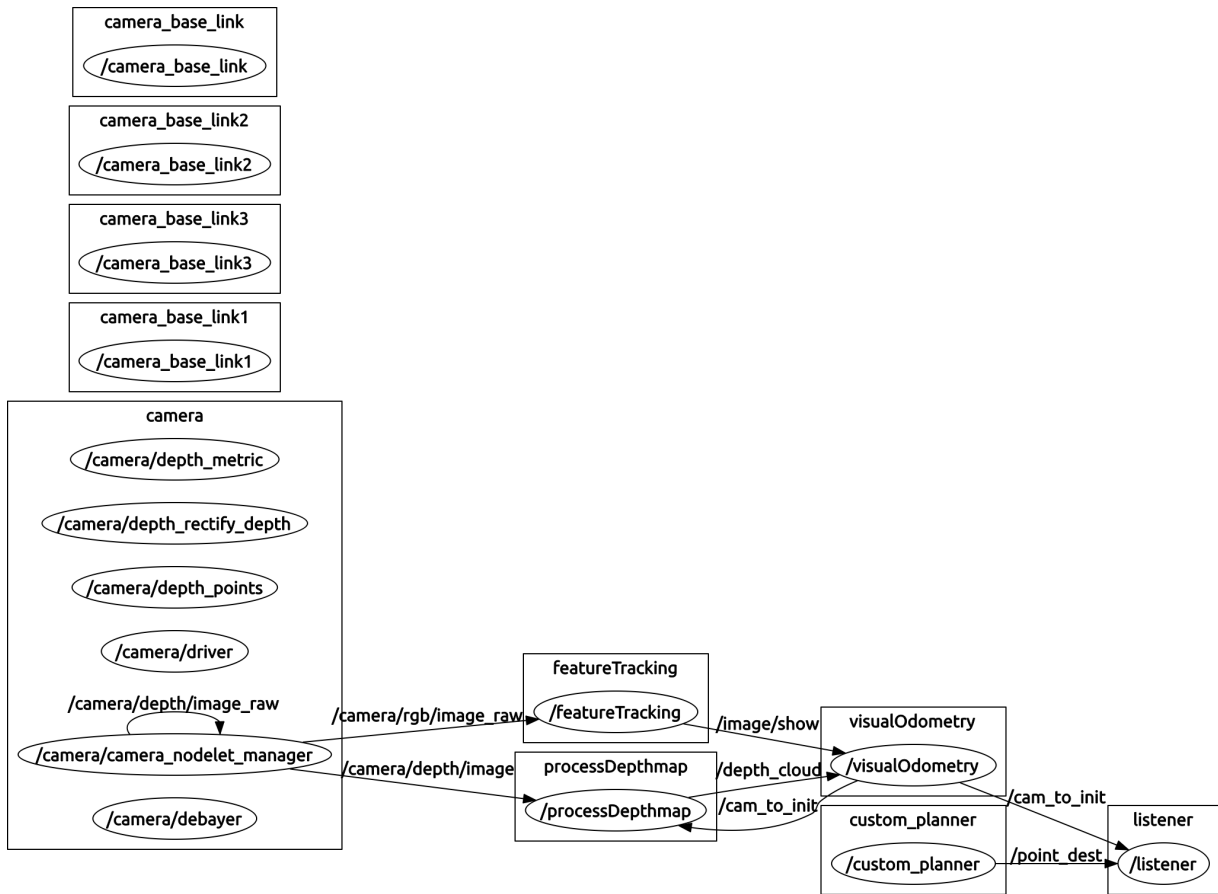 camera_base_link
/camera_base_link
camera_base_link2
/camera_base_link2
camera_base_link3
/camera_base_link3
camera_base_link1
/camera_base_link1
camera
/camera/depth_metric
/camera/depth_rectify_depth
/camera/depth_points
/camera/driver
/camera/depth/image_raw
/camera/camera_nodelet_manager
/camera/debayer
/camera/rgb/image_raw
/camera/depth/image
featureTracking
/featureTracking
processDepthmap
/processDepthmap
/image/show
/depth_cloud
/cam_to_init
visualOdometry
/visualOdometry
custom_planner
/custom_planner
/cam_to_init
/point_dest
listener
/listener